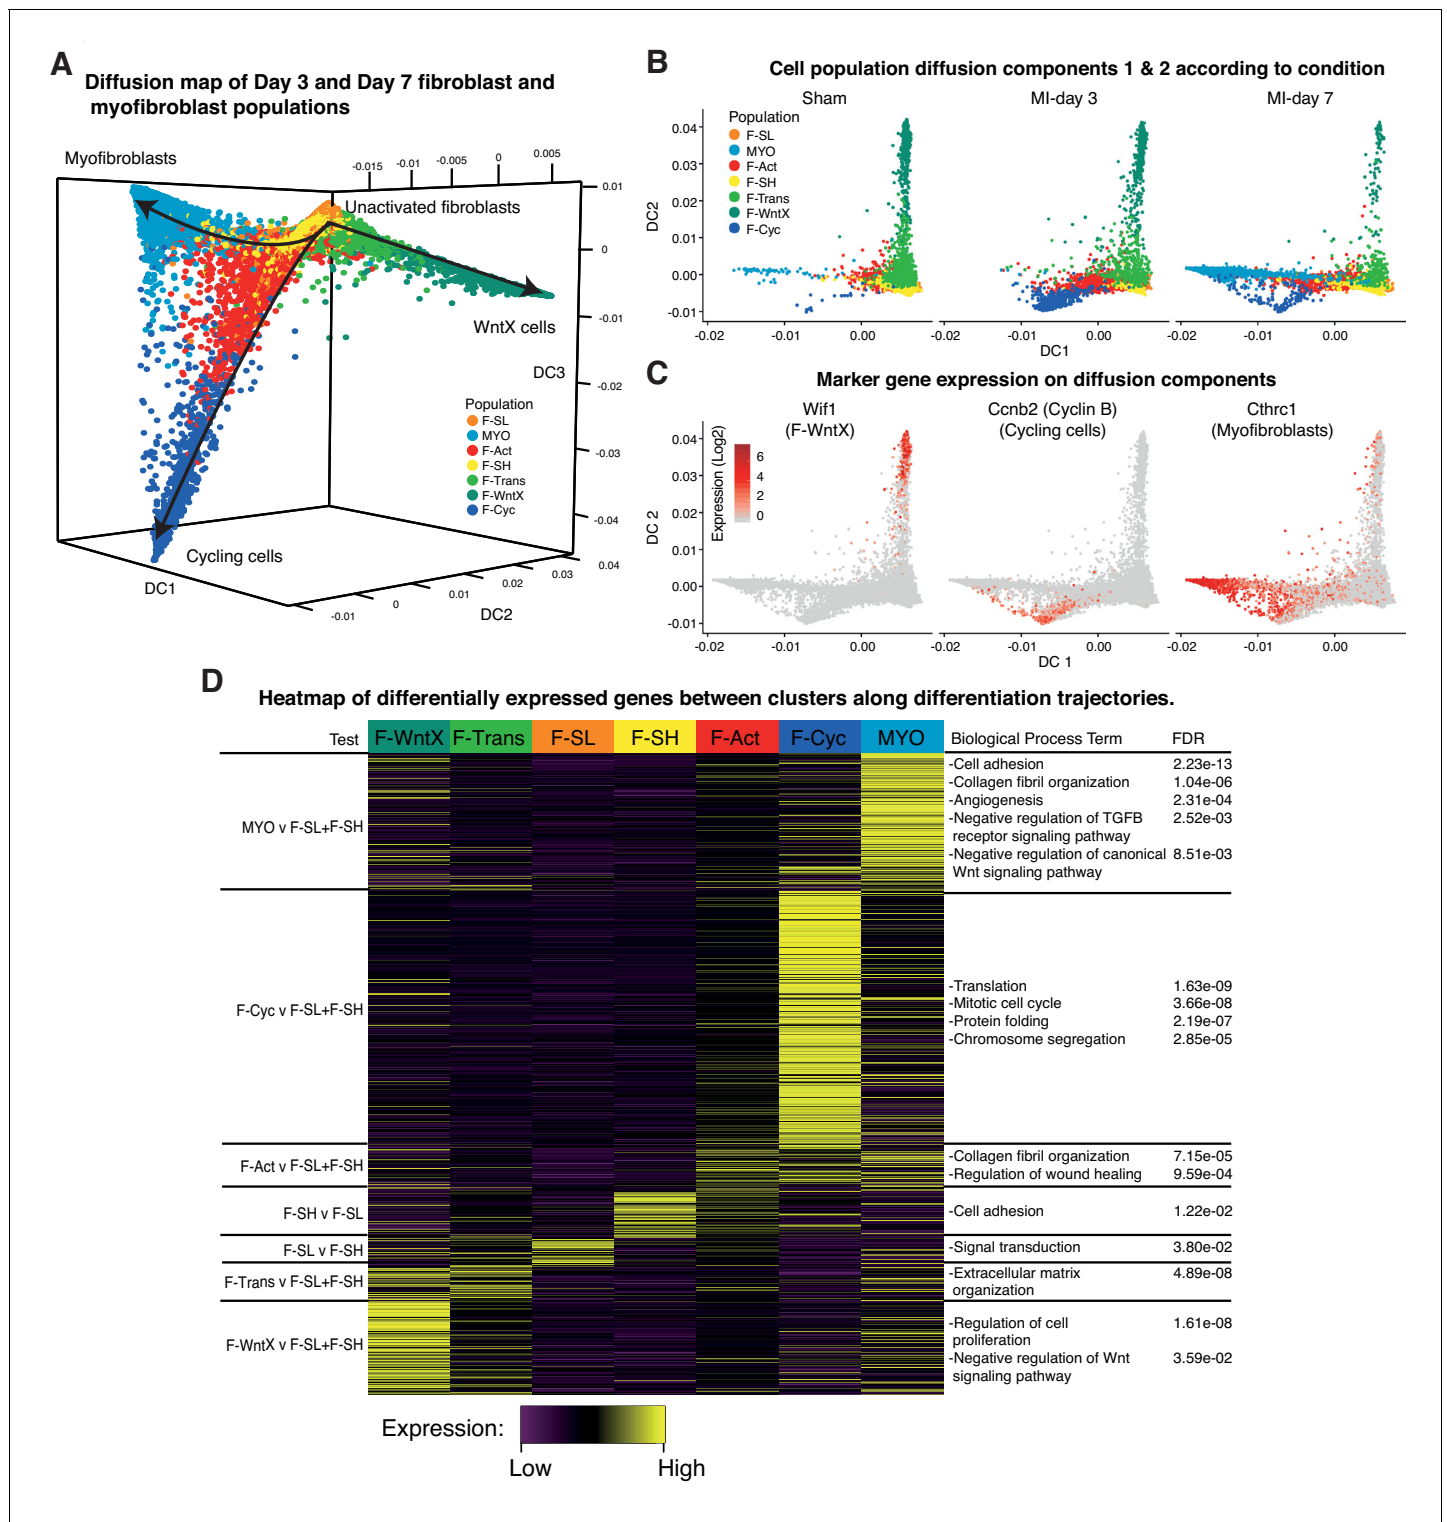 A
Diffusion map of Day 3 and Day 7 fibroblast and
myofibroblast populations
Myofibroblasts
-0.015 -0.01 -0.005 0 0.005
0.01
Unactivated fibroblasts
0
-0.01
WntX cells
DC3
-0.02
Population
F-SL
MYO
F-Act
F-SH
F-Trans
F-WntX
F-Cyc
-0.03
-0.04
Cycling cells
DC1
0.04
0.03
0.02
0.01
0
-0.01
DC2
B
Cell population diffusion components 1 & 2 according to condition
Sham MI-day 3 MI-day 7
Population
F-SL
MYO
F-Act
F-SH
F-Trans
F-WntX
F-Cyc
DC2
0.04
0.03
0.02
0.01
0.00
-0.01
-0.02 -0.01 0.00 -0.02 -0.01 0.00 -0.02 -0.01 0.00
DC1
C
Marker gene expression on diffusion components
Wif1
(F-WntX)
Ccnb2 (Cyclin B)
(Cycling cells)
Cthrc1
(Myofibroblasts)
Expression (Log2)
6
4
2
0
DC 2
0.04
0.03
0.02
0.01
0.00
-0.01
-0.02 -0.01 0.00 -0.02 -0.01 0.00 -0.02 -0.01 0.00
DC 1
D
Heatmap of differentially expressed genes between clusters along differentiation trajectories.
Test F-WntX F-Trans F-SL F-SH F-Act F-Cyc MYO Biological Process Term FDR
MYO v F-SL+F-SH
-Cell adhesion 2.23e-13
-Collagen fibril organization 1.04e-06
-Angiogenesis 2.31e-04
-Negative regulation of TGFB 2.52e-03
receptor signaling pathway
-Negative regulation of canonical 8.51e-03
Wnt signaling pathway
F-Cyc v F-SL+F-SH
-Translation 1.63e-09
-Mitotic cell cycle 3.66e-08
-Protein folding 2.19e-07
-Chromosome segregation 2.85e-05
F-Act v F-SL+F-SH
-Collagen fibril organization 7.15e-05
-Regulation of wound healing 9.59e-04
F-SH v F-SL
-Cell adhesion 1.22e-02
F-SL v F-SH
-Signal transduction 3.80e-02
F-Trans v F-SL+F-SH
-Extracellular matrix 4.89e-08
organization
F-WntX v F-SL+F-SH
-Regulation of cell 1.61e-08
proliferation
-Negative regulation of Wnt 3.59e-02
signaling pathway
Expression:
Low High